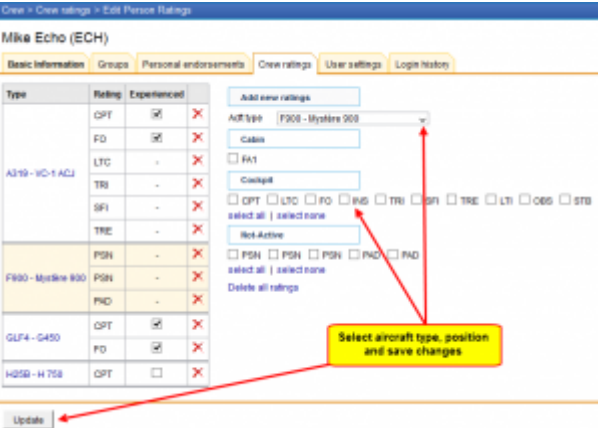 Crew > Crew ratings > Edit Person Ratings
Mike Echo (ECH)
Basic Information Groups Personal endorsements Crew ratings User settings Login history
Type Rating Experienced
A319 - VC-1 ACJ
CPT
FO
LTC -
TRI -
SFI -
TRE -
F900 - Mystère 900
PSN -
PSN -
PAD -
GLF4 - G450
CPT
FO
H25B - H 750 CPT
Add new ratings
Acft type F900 - Mystère 900
Cabin
FA1
Cockpit
CPT LTC FO INS TRI SFI TRE LTI OBS STB
select all | select none
Not-Active
PSN PSN PSN PAD PAD
select all | select none
Delete all ratings
Select aircraft type, position
and save changes
Update